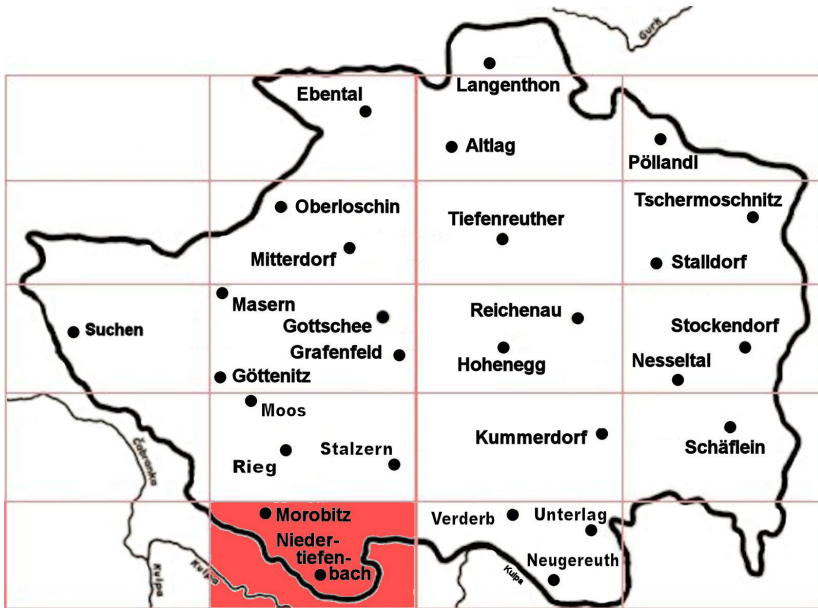 Gurk
Langenthon
Ebental
Altlag
Pöllandl
Oberloschin
Tschermoschnitz
Tiefenreuther
Mitterdorf
Stalldorf
Masern
Suchen
Gottschee
Reichenau
Stockendorf
Grafenfeld
Hohenegg
Nesseltal
Göttenitz
Moos
Kummerdorf
Schäflein
Rieg
Stalzern
Čabranka
Morobitz
Verderb
Unterlag
Nieder-
tiefen-
bach
Neugereuth
Kulpa
Kulpa
Kulpa